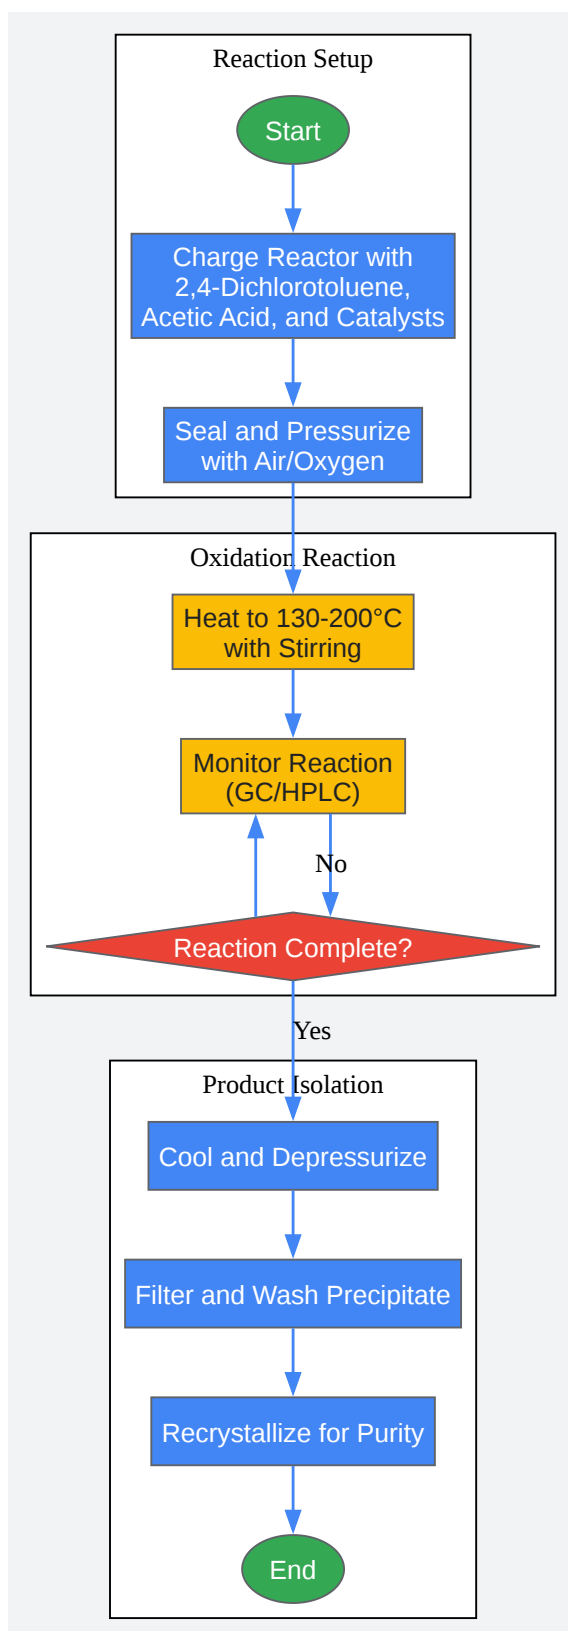 Reaction Setup
Start
Charge Reactor with
2,4-Dichlorotoluene,
Acetic Acid, and Catalysts
Seal and Pressurize
with Air/Oxygen
Oxidation Reaction
Heat to 130-200°C
with Stirring
Monitor Reaction
(GC/HPLC)
No
Reaction Complete?
Yes
Product Isolation
Cool and Depressurize
Filter and Wash Precipitate
Recrystallize for Purity
End